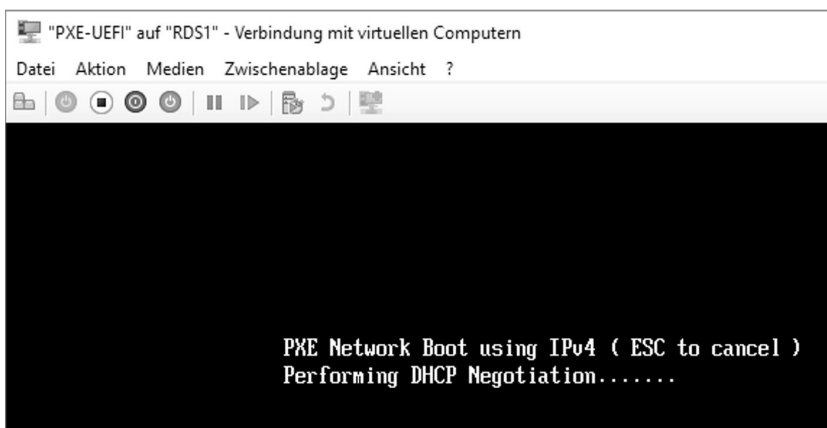 "PXE-UEFI" auf "RDS1" - Verbindung mit virtuellen Computern
Datei Aktion Medien Zwischenablage Ansicht ?
PXE Network Boot using IPv4 ( ESC to cancel )
Performing DHCP Negotiation.......